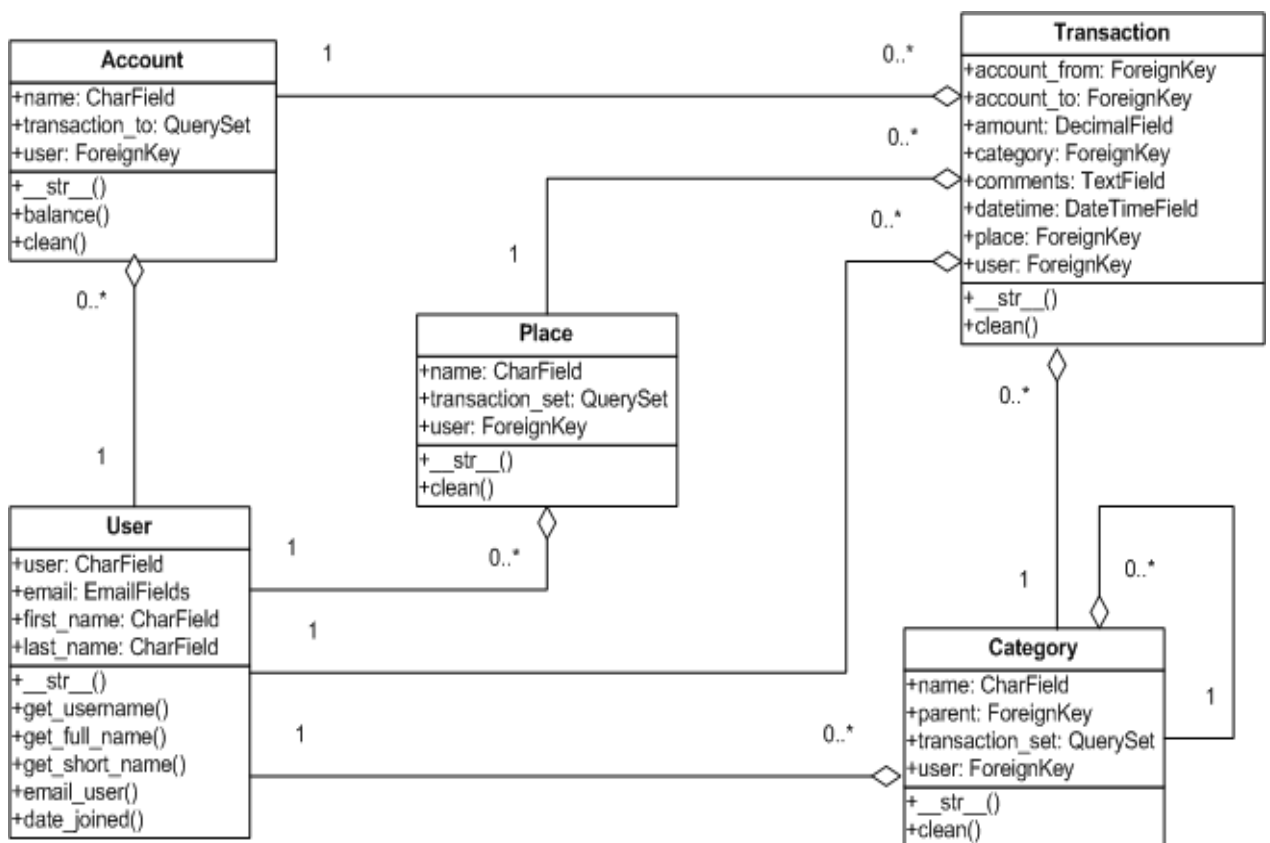 Account
+name: CharField
+transaction_to: QuerySet
+user: ForeignKey
+__str__()
+balance()
+clean()
1
0..*
Transaction
+account_from: ForeignKey
+account_to: ForeignKey
+amount: DecimalField
+category: ForeignKey
+comments: TextField
+datetime: DateTimeField
+place: ForeignKey
+user: ForeignKey
+__str__()
+clean()
0..*
0..*
1
0..*
1
Place
+name: CharField
+transaction_set: QuerySet
+user: ForeignKey
+__str__()
+clean()
0..*
1
0..*
1
User
+user: CharField
+email: EmailFields
+first_name: CharField
+last_name: CharField
+__str__()
+get_username()
+get_full_name()
+get_short_name()
+email_user()
+date_joined()
1
1
0..*
0..*
1
Category
+name: CharField
+parent: ForeignKey
+transaction_set: QuerySet
+user: ForeignKey
+__str__()
+clean()